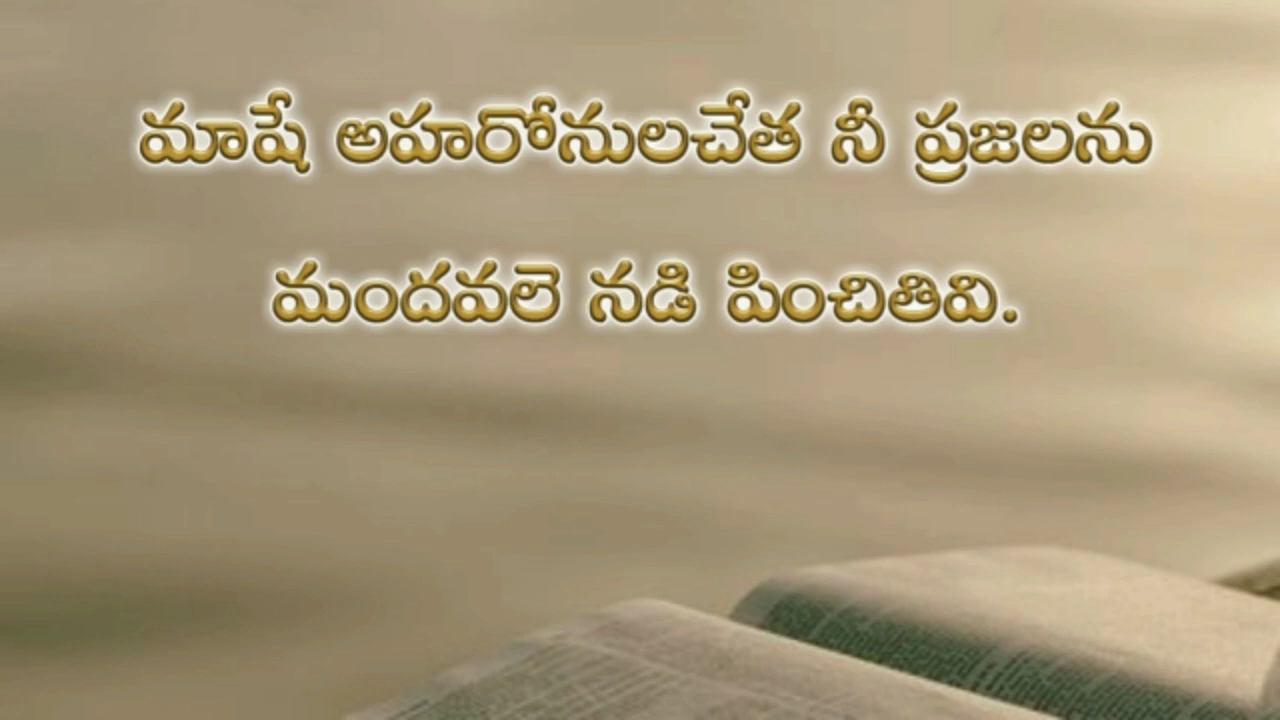 మాషే అహరోనులచేత నీ ప్రజలను
మందవలె నడి పించితివి.